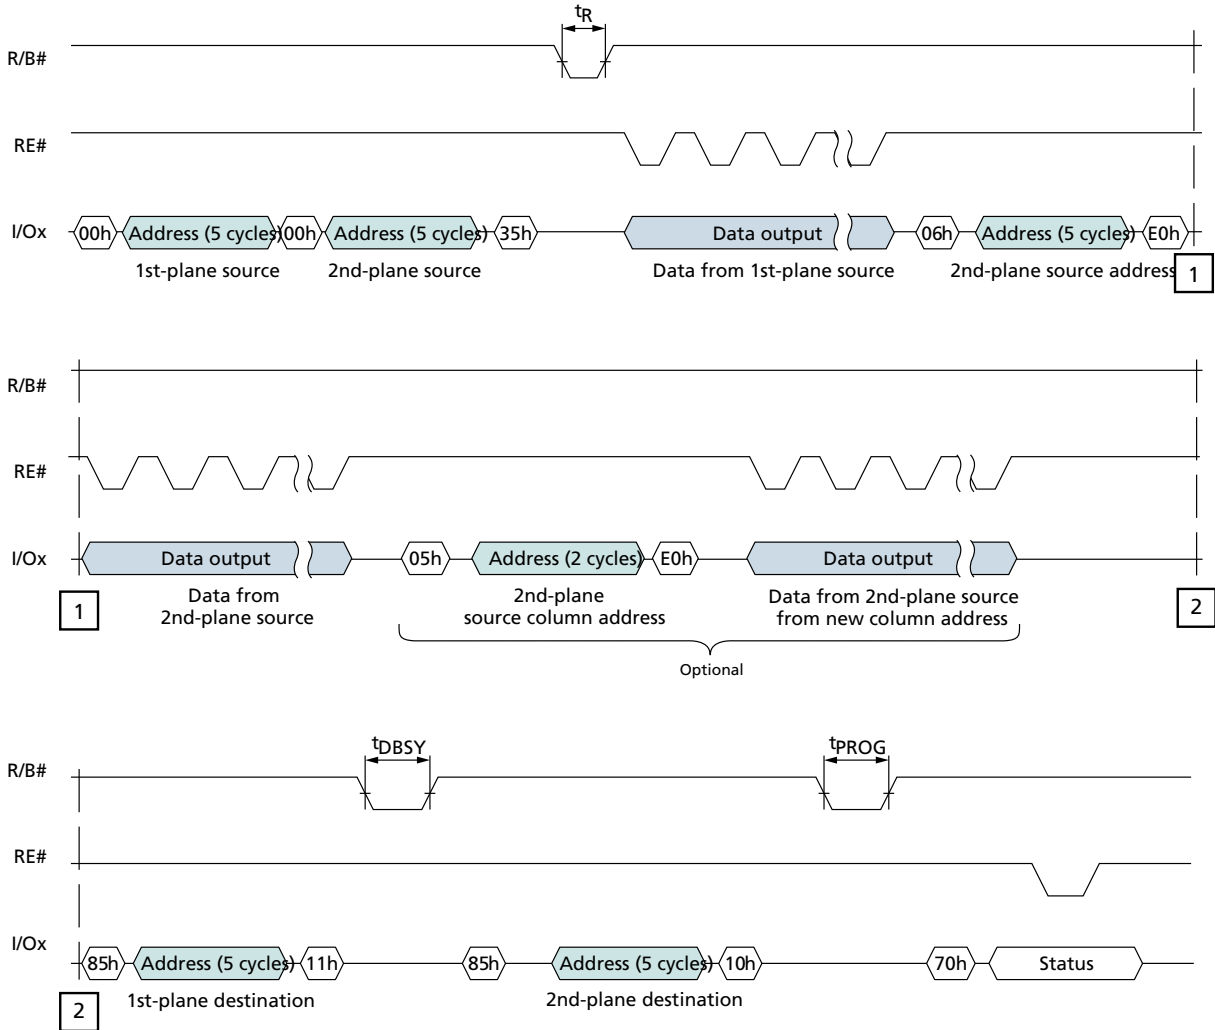 tR
R/B#
RE#
I/Ox 00h Address (5 cycles) 00h Address (5 cycles) 35h Data output 06h Address (5 cycles) E0h
1st-plane source 2nd-plane source Data from 1st-plane source 2nd-plane source address 1
R/B#
RE#
I/Ox Data output 05h Address (2 cycles) E0h Data output
1 Data from 2nd-plane Data from 2nd-plane source 2
2nd-plane source source column address from new column address
Optional
tDBSY tPROG
R/B#
RE#
I/Ox
85h Address (5 cycles) 11h 85h Address (5 cycles) 10h 70h Status
1st-plane destination 2nd-plane destination
2